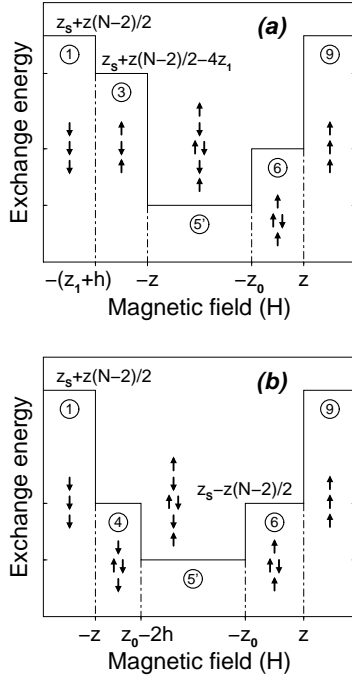 z_s+z(N−2)/2
(a)
1
z_s+z(N−2)/2−4z_1
9
3
6
5'
Exchange energy
−(z_1+h)
−z
−z_0
z
Magnetic field (H)
z_s+z(N−2)/2
(b)
1
9
z_s−z(N−2)/2
4
6
5'
Exchange energy
−z
z_0−2h
−z_0
z
Magnetic field (H)